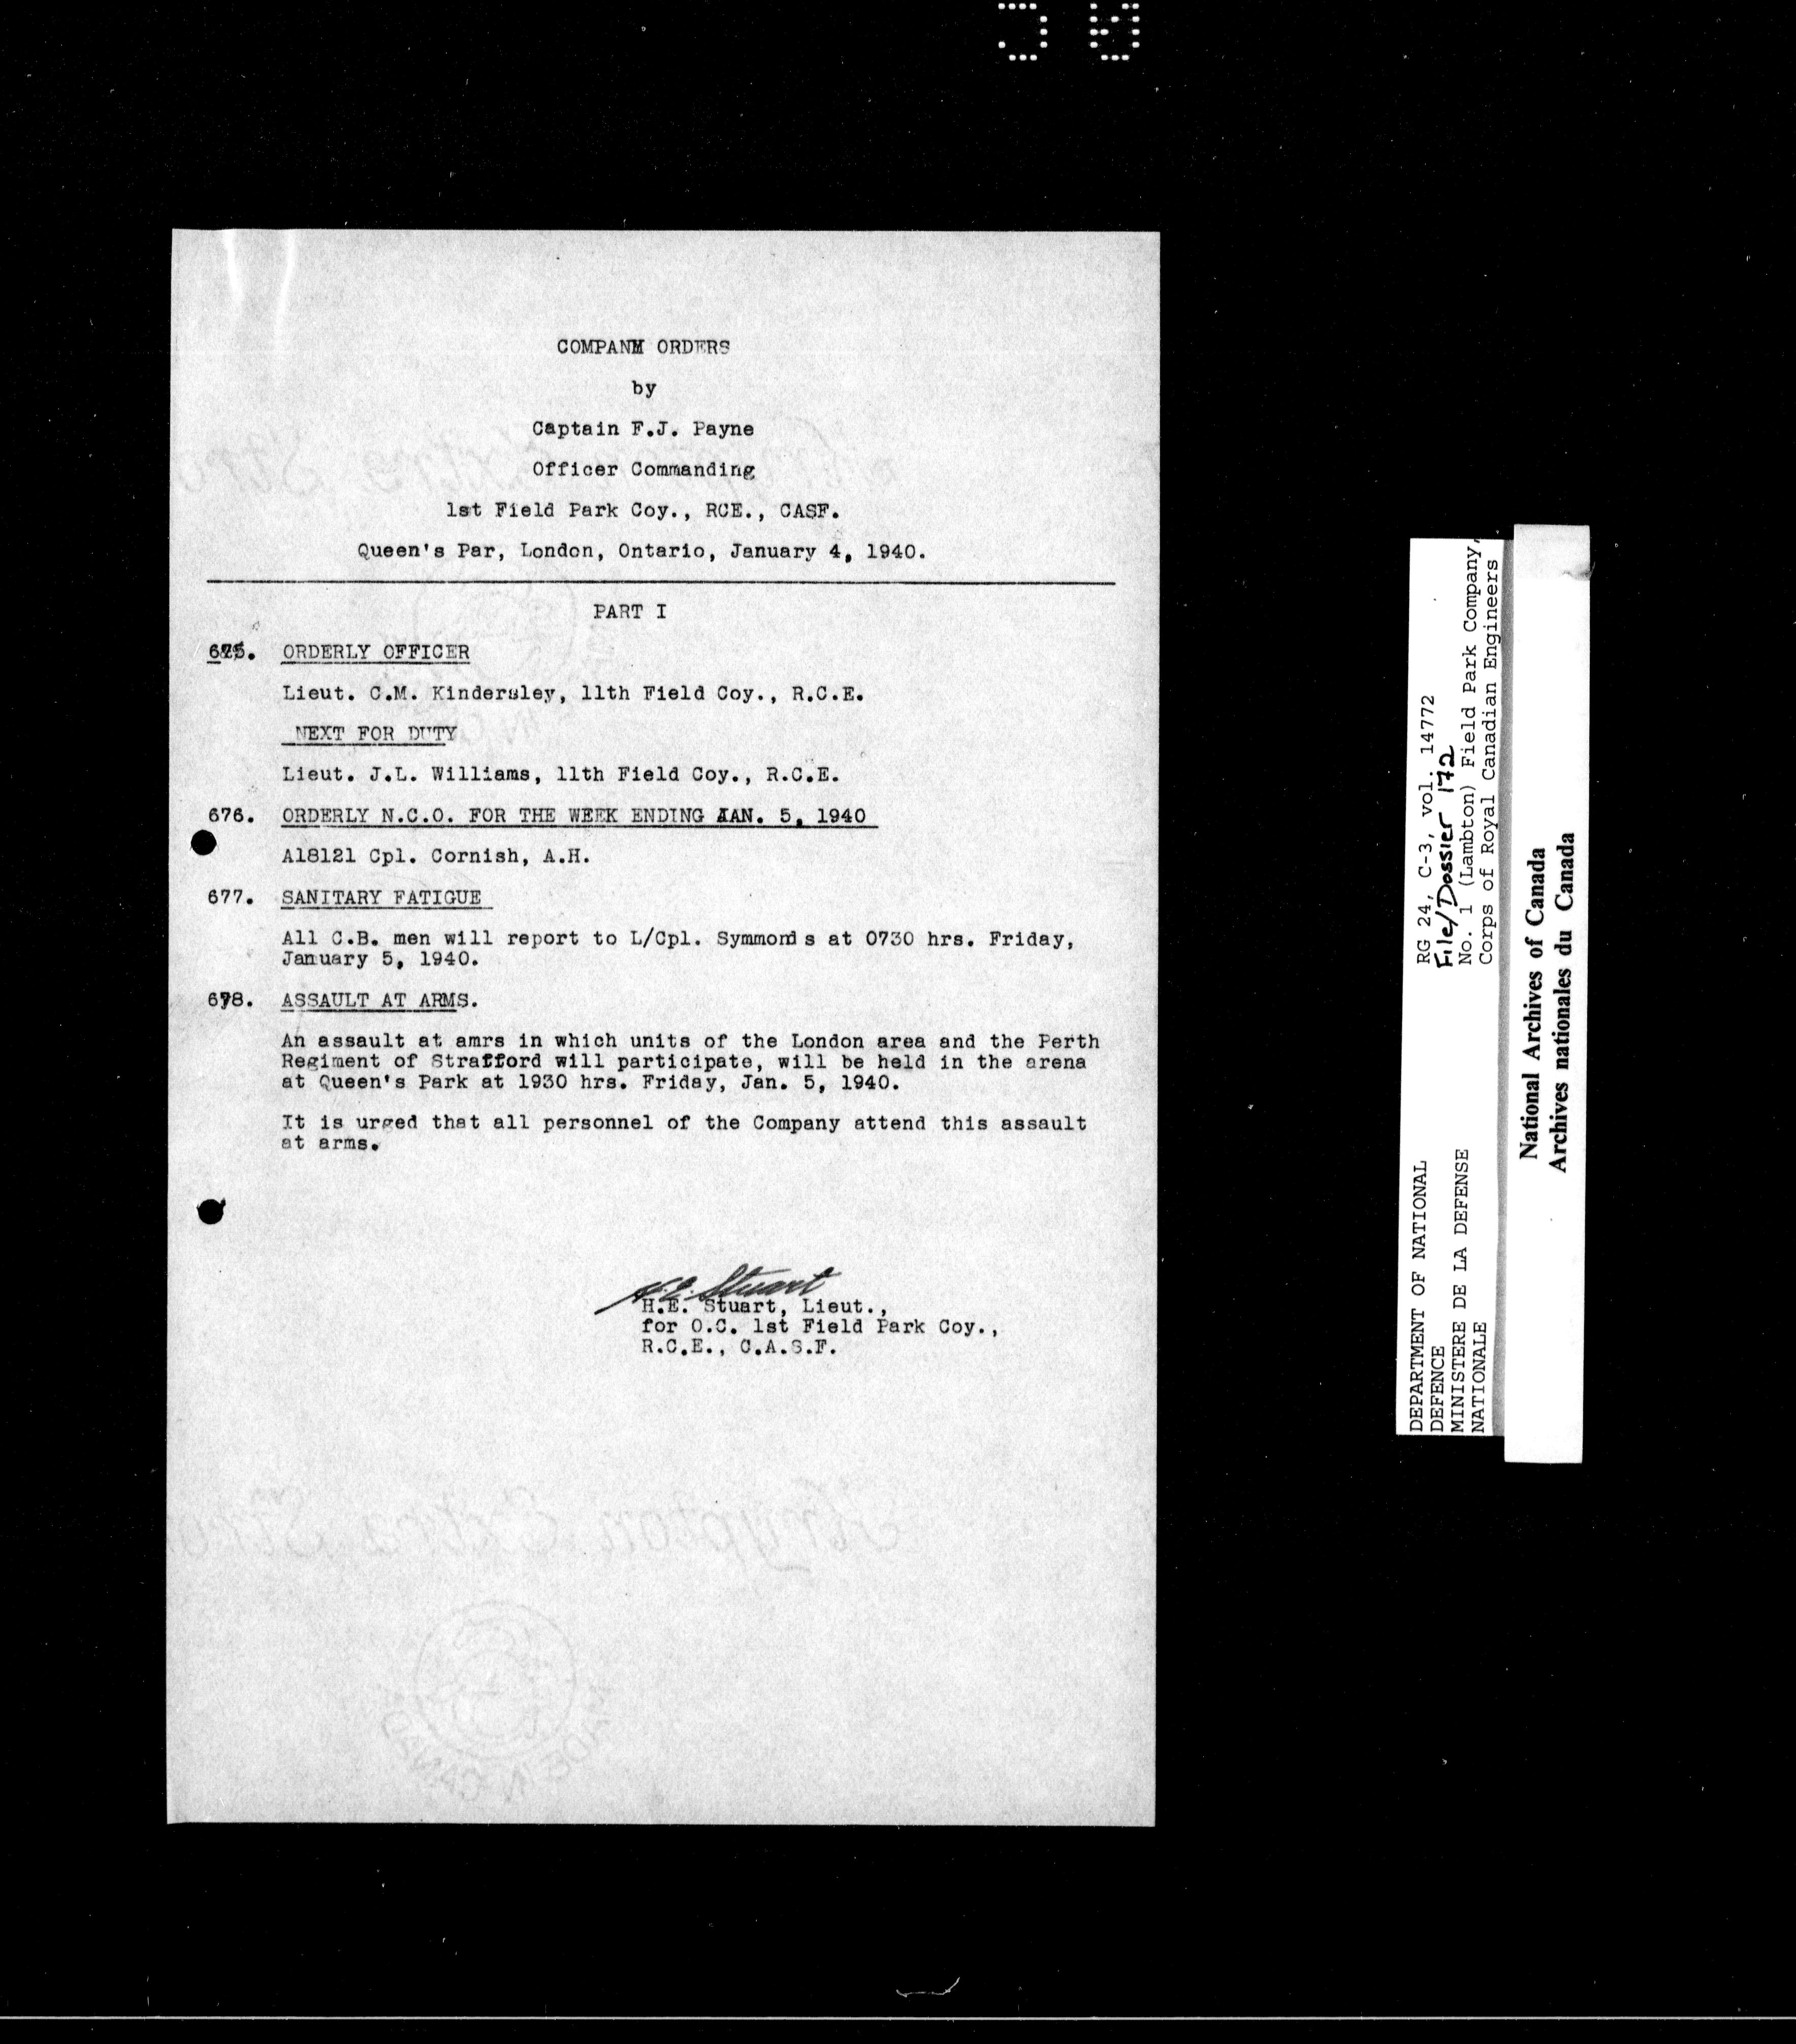 COMPANY ORDERS
by
Captain F.J. Payne
Officer Commanding
1st Field Park Coy., RCE., CASF.
Queen's Par, London, Ontario, January 4, 1940.
PART I
675. ORDERLY OFFICER
Lieut. C.M. Kindersley, 11th Field Coy., R.C.E.
NEXT FOR DUTY
Lieut. J.L. Williams, 11th Field Coy., R.C.E.
676. ORDERLY N.C.O. FOR THE WEEK ENDING JAN. 5, 1940
A18121 Cpl. Cornish, A.H.
677. SANITARY FATIGUE
All C.B. men will report to L/Cpl. Symmonds at 0730 hrs. Friday,
January 5, 1940.
678. ASSAULT AT ARMS.
An assault at amrs in which units of the London area and the Perth
Regiment of Strafford will participate, will be held in the arena
at Queen's Park at 1930 hrs. Friday, Jan. 5, 1940.
It is urged that all personnel of the Company attend this assault
at arms.
H.E. Stuart
H.E. Stuart, Lieut.,
for O.C. 1st Field Park Coy.,
R.C.E., C.A.S.F.
DEPARTMENT OF NATIONAL
DEFENCE
MINISTERE DE LA DEFENSE
NATIONALE
RG 24, C-3, vol. 14772
File/Dossier 172
No. 1 (Lambton) Field Park Company,
Corps of Royal Canadian Engineers
National Archives of Canada
Archives nationales du Canada